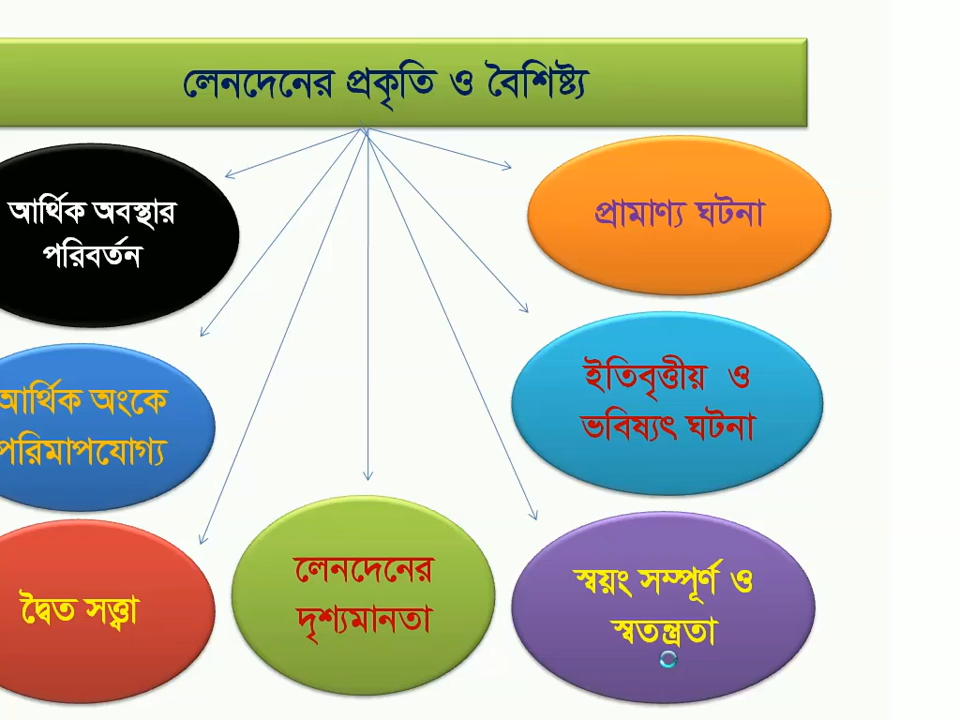 লেনদেনের প্রকৃতি ও বৈশিষ্ট্য
আর্থিক অবস্থার
পরিবর্তন
প্রামাণ্য ঘটনা
আর্থিক অংকে
পরিমাপযোগ্য
ইতিবৃত্তীয় ও
ভবিষ্যৎ ঘটনা
দ্বৈত সত্ত্বা
লেনদেনের
দৃশ্যমানতা
স্বয়ং সম্পূর্ণ ও
স্বতন্ত্রতা